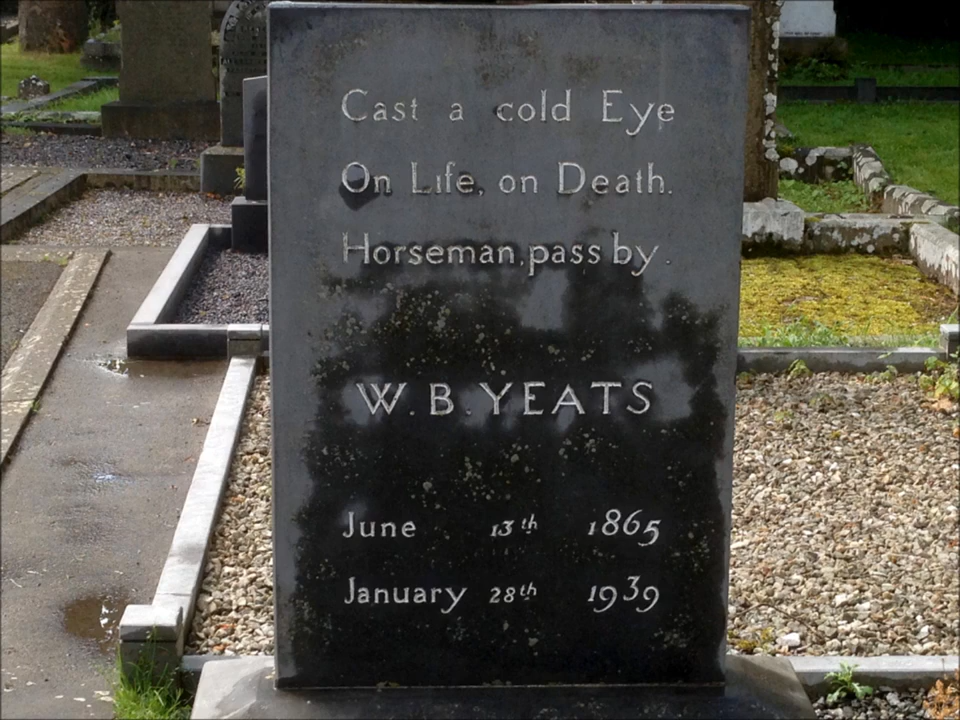 Cast a cold Eye
On Life, on Death.
Horseman, pass by.
W. B. YEATS
June 13th 1865
January 28th 1939